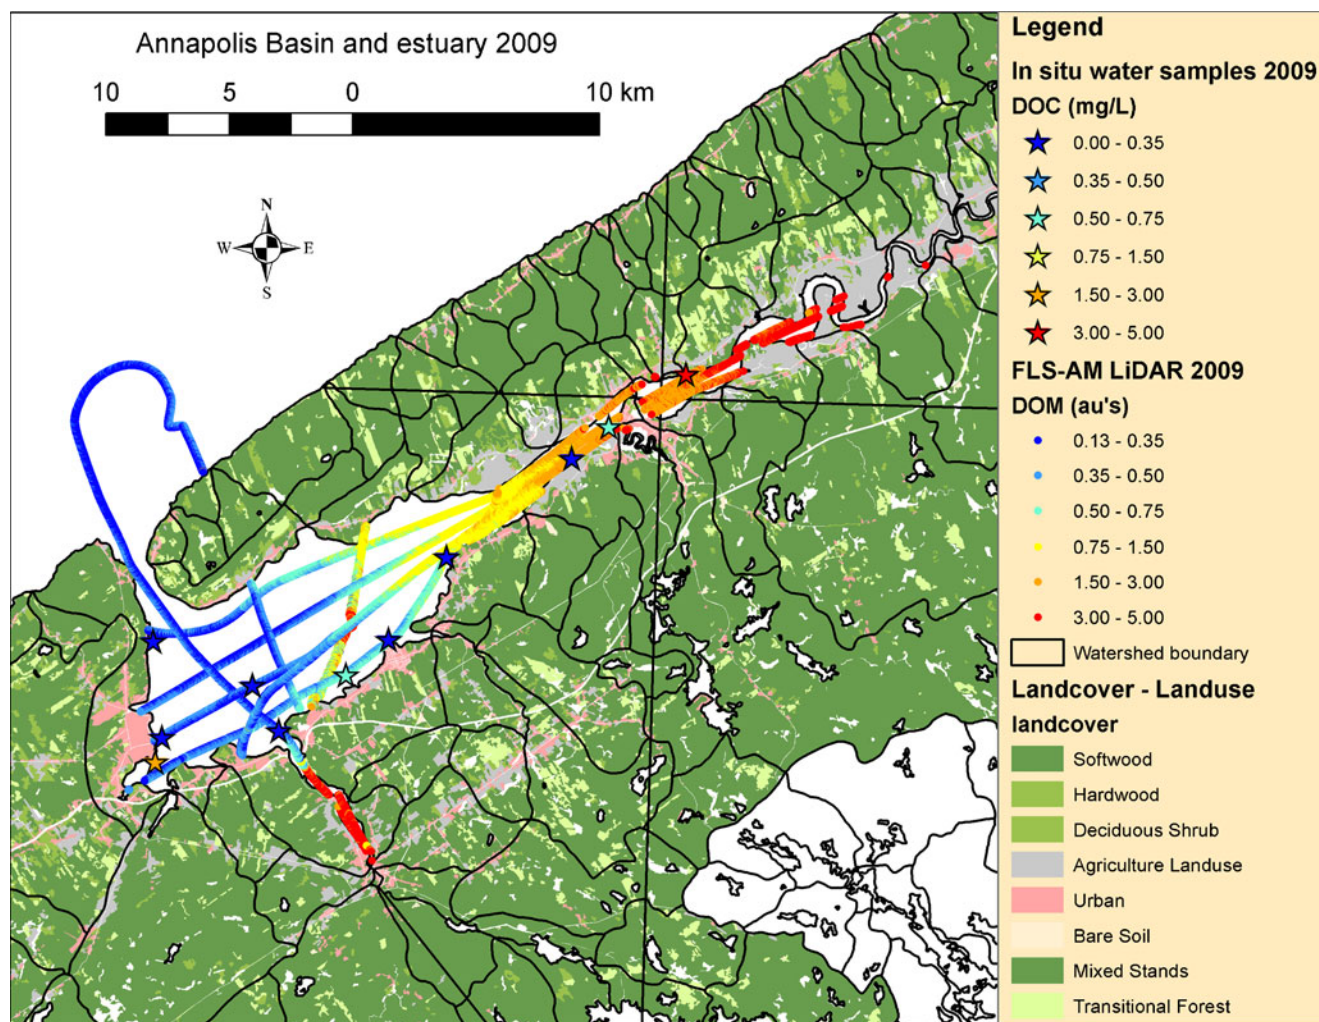 Annapolis Basin and estuary 2009
10 5 0 10 km
N
W E
S
Legend
In situ water samples 2009
DOC (mg/L)
0.00 - 0.35
0.35 - 0.50
0.50 - 0.75
0.75 - 1.50
1.50 - 3.00
3.00 - 5.00
FLS-AM LiDAR 2009
DOM (au's)
0.13 - 0.35
0.35 - 0.50
0.50 - 0.75
0.75 - 1.50
1.50 - 3.00
3.00 - 5.00
Watershed boundary
Landcover - Landuse
landcover
Softwood
Hardwood
Deciduous Shrub
Agriculture Landuse
Urban
Bare Soil
Mixed Stands
Transitional Forest